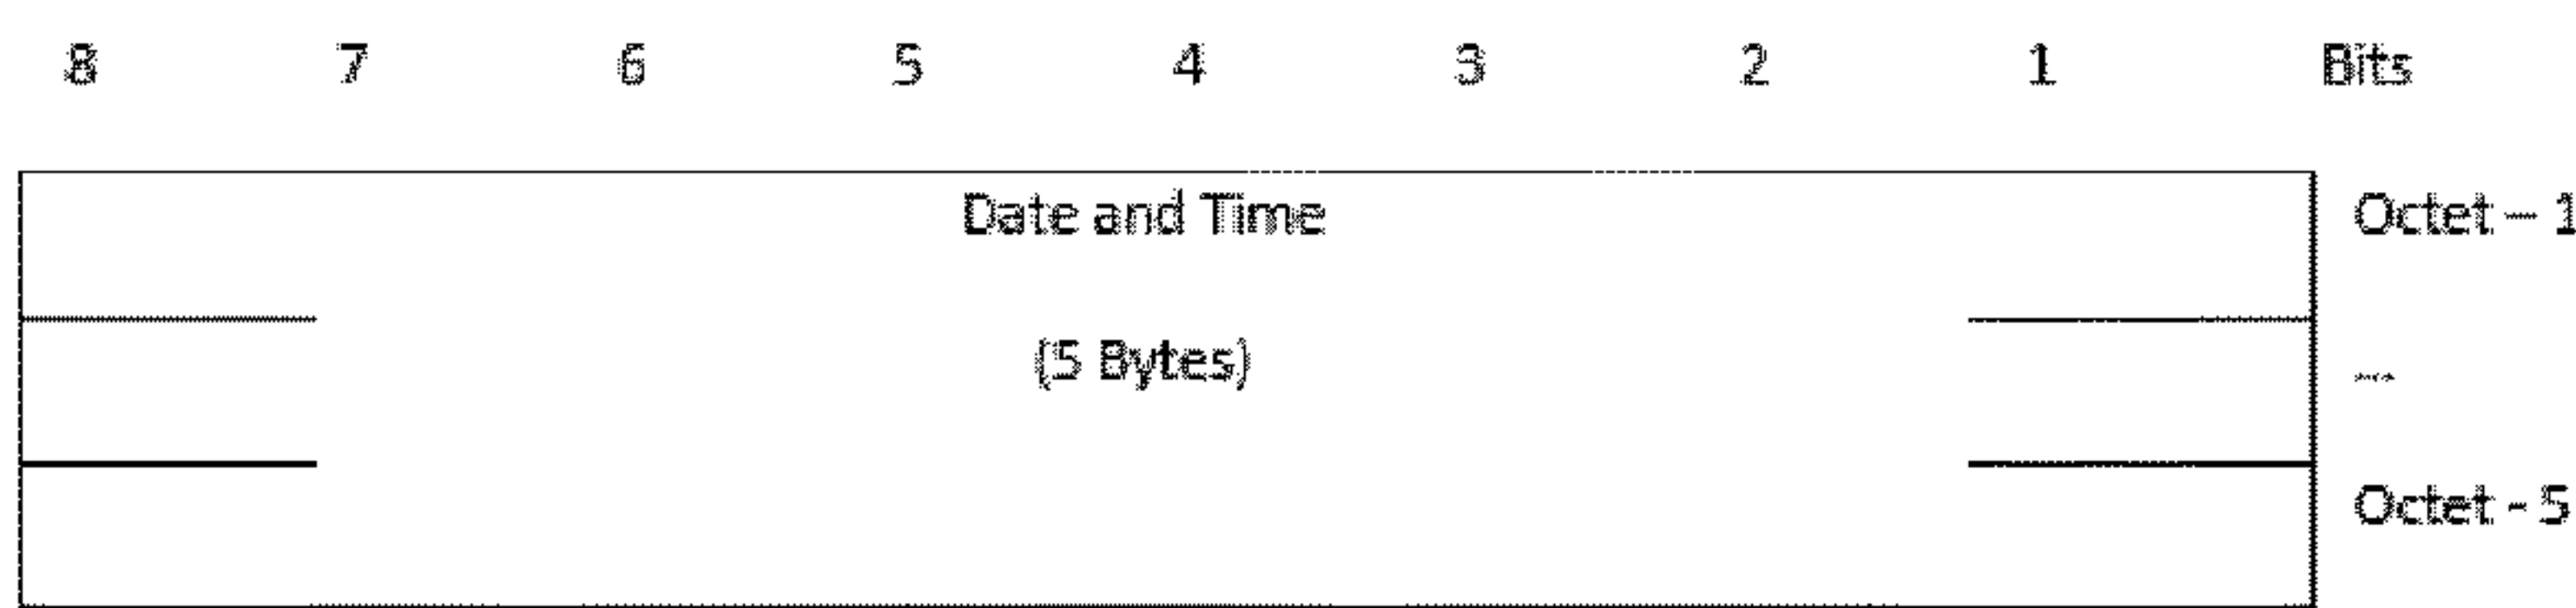 8 7 6 5 4 3 2 1 Bits
Date and Time Octet – 1
(5 Bytes) ...
Octet - 5